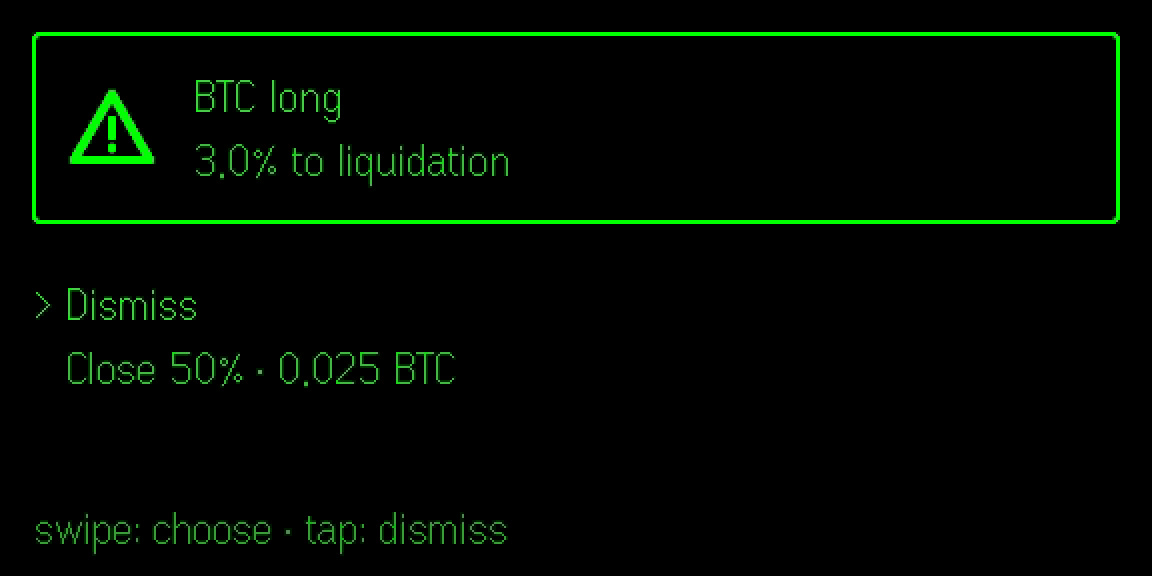 BTC long
3.0% to liquidation
> Dismiss
Close 50% · 0.025 BTC
swipe: choose · tap: dismiss